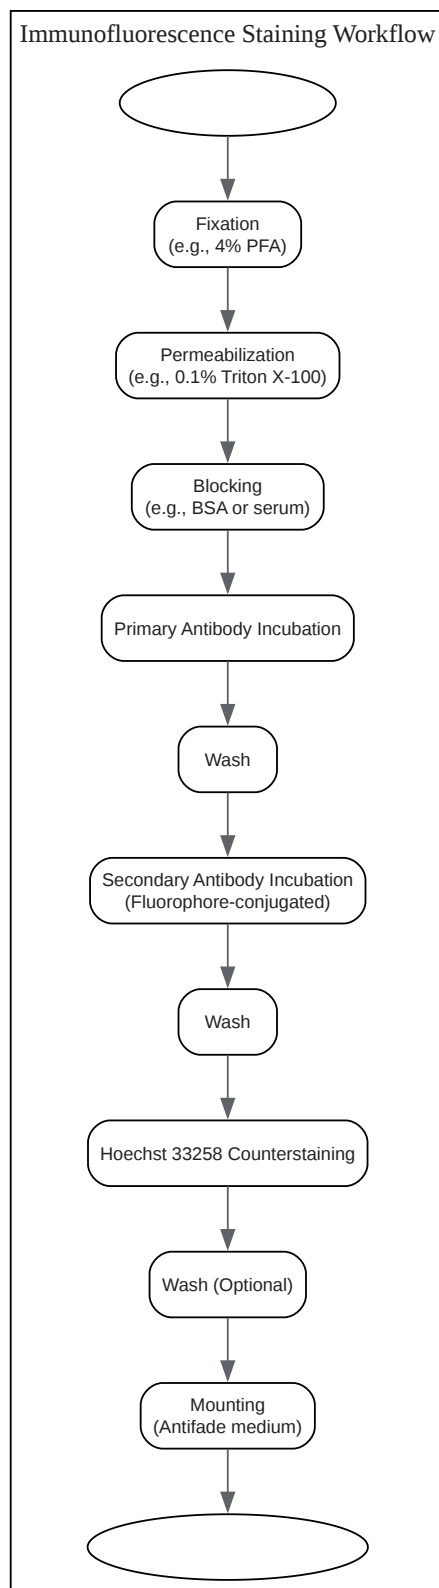 Immunofluorescence Staining Workflow
Fixation
(e.g., 4% PFA)
Permeabilization
(e.g., 0.1% Triton X-100)
Blocking
(e.g., BSA or serum)
Primary Antibody Incubation
Wash
Secondary Antibody Incubation
(Fluorophore-conjugated)
Wash
Hoechst 33258 Counterstaining
Wash (Optional)
Mounting
(Antifade medium)